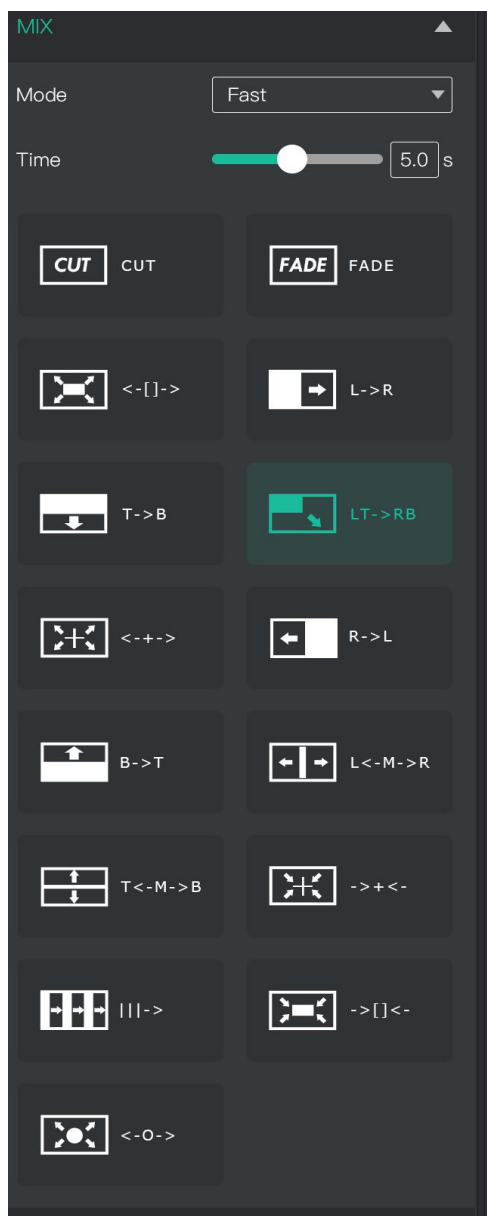 MIX
Mode Fast
Time 5.0 s
CUT CUT FADE FADE
<-[]-> L->R
T->B LT->RB
<-+-> R->L
B->T L<-M->R
T<-M->B ->+<-
|||-> ->[]<-
<-O->